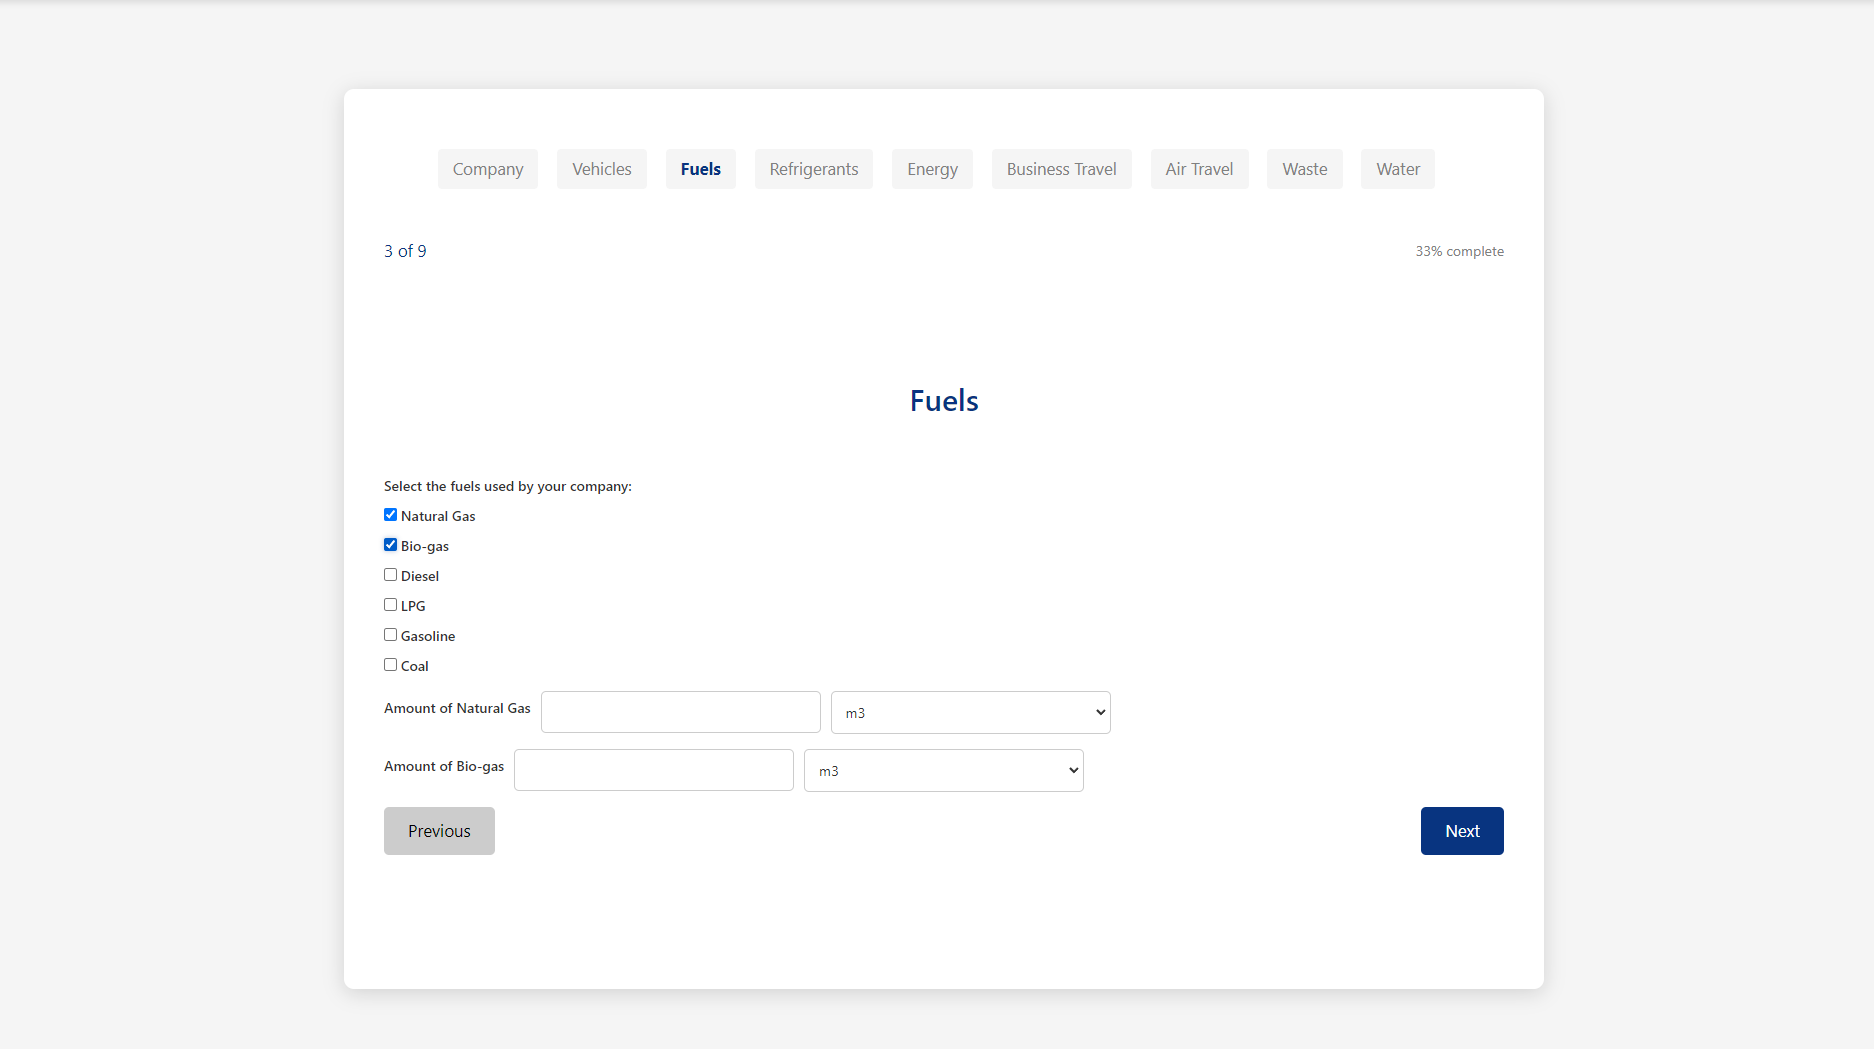 Company Vehicles Fuels Refrigerants Energy Business Travel Air Travel Waste Water
3 of 9 33% complete
Fuels
Select the fuels used by your company:
Natural Gas
Bio-gas
Diesel
LPG
Gasoline
Coal
Amount of Natural Gas m3
Amount of Bio-gas m3
Previous Next